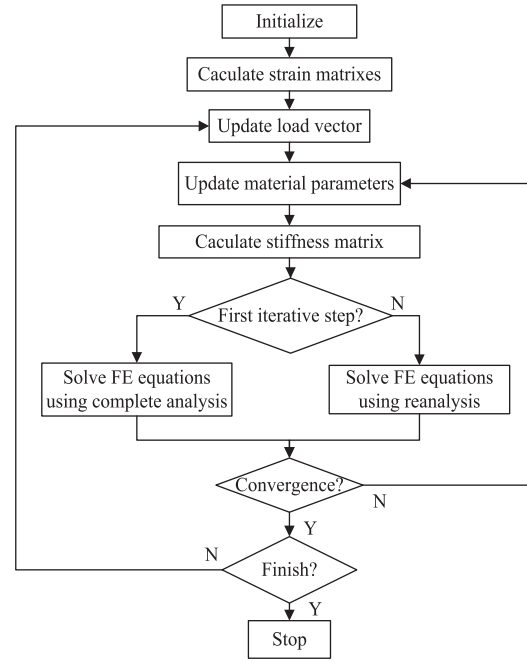 Initialize
Caculate strain matrixes
Update load vector
Update material parameters
Caculate stiffness matrix
Y
First iterative step?
N
Solve FE equations
using complete analysis
Solve FE equations
using reanalysis
Convergence?
N
Y
N
Finish?
Y
Stop